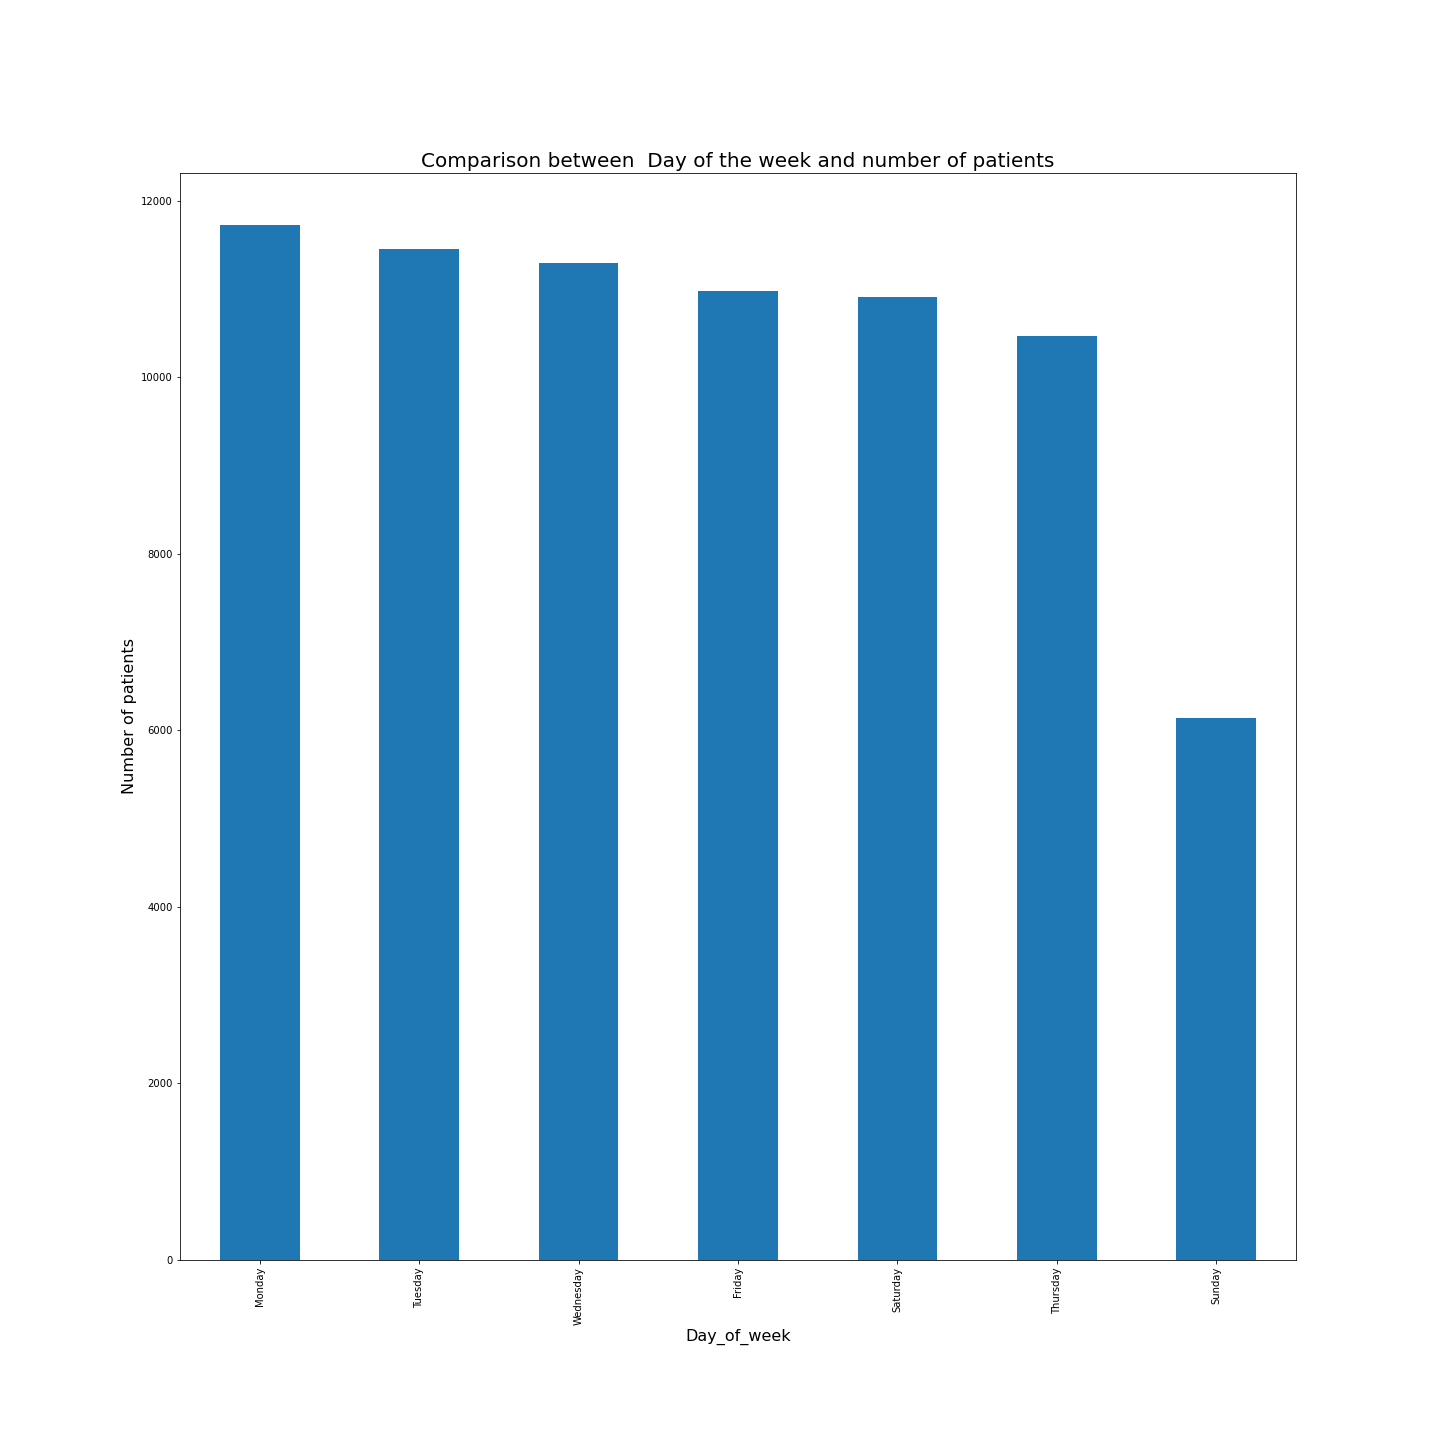 Comparison between  Day of the week and number of patients
12000
10000
8000
6000
4000
2000
0
Number of patients
Monday
Tuesday
Wednesday
Friday
Saturday
Thursday
Sunday
Day_of_week